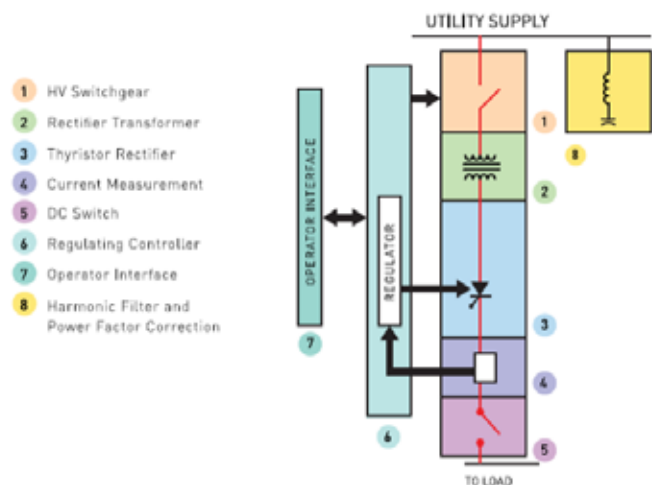 UTILITY SUPPLY
1 HV Switchgear
2 Rectifier Transformer
3 Thyristor Rectifier
4 Current Measurement
5 DC Switch
6 Regulating Controller
7 Operator Interface
8 Harmonic Filter and
Power Factor Correction
OPERATOR INTERFACE
REGULATOR
1
8
2
3
7
4
6
5
TO LOAD